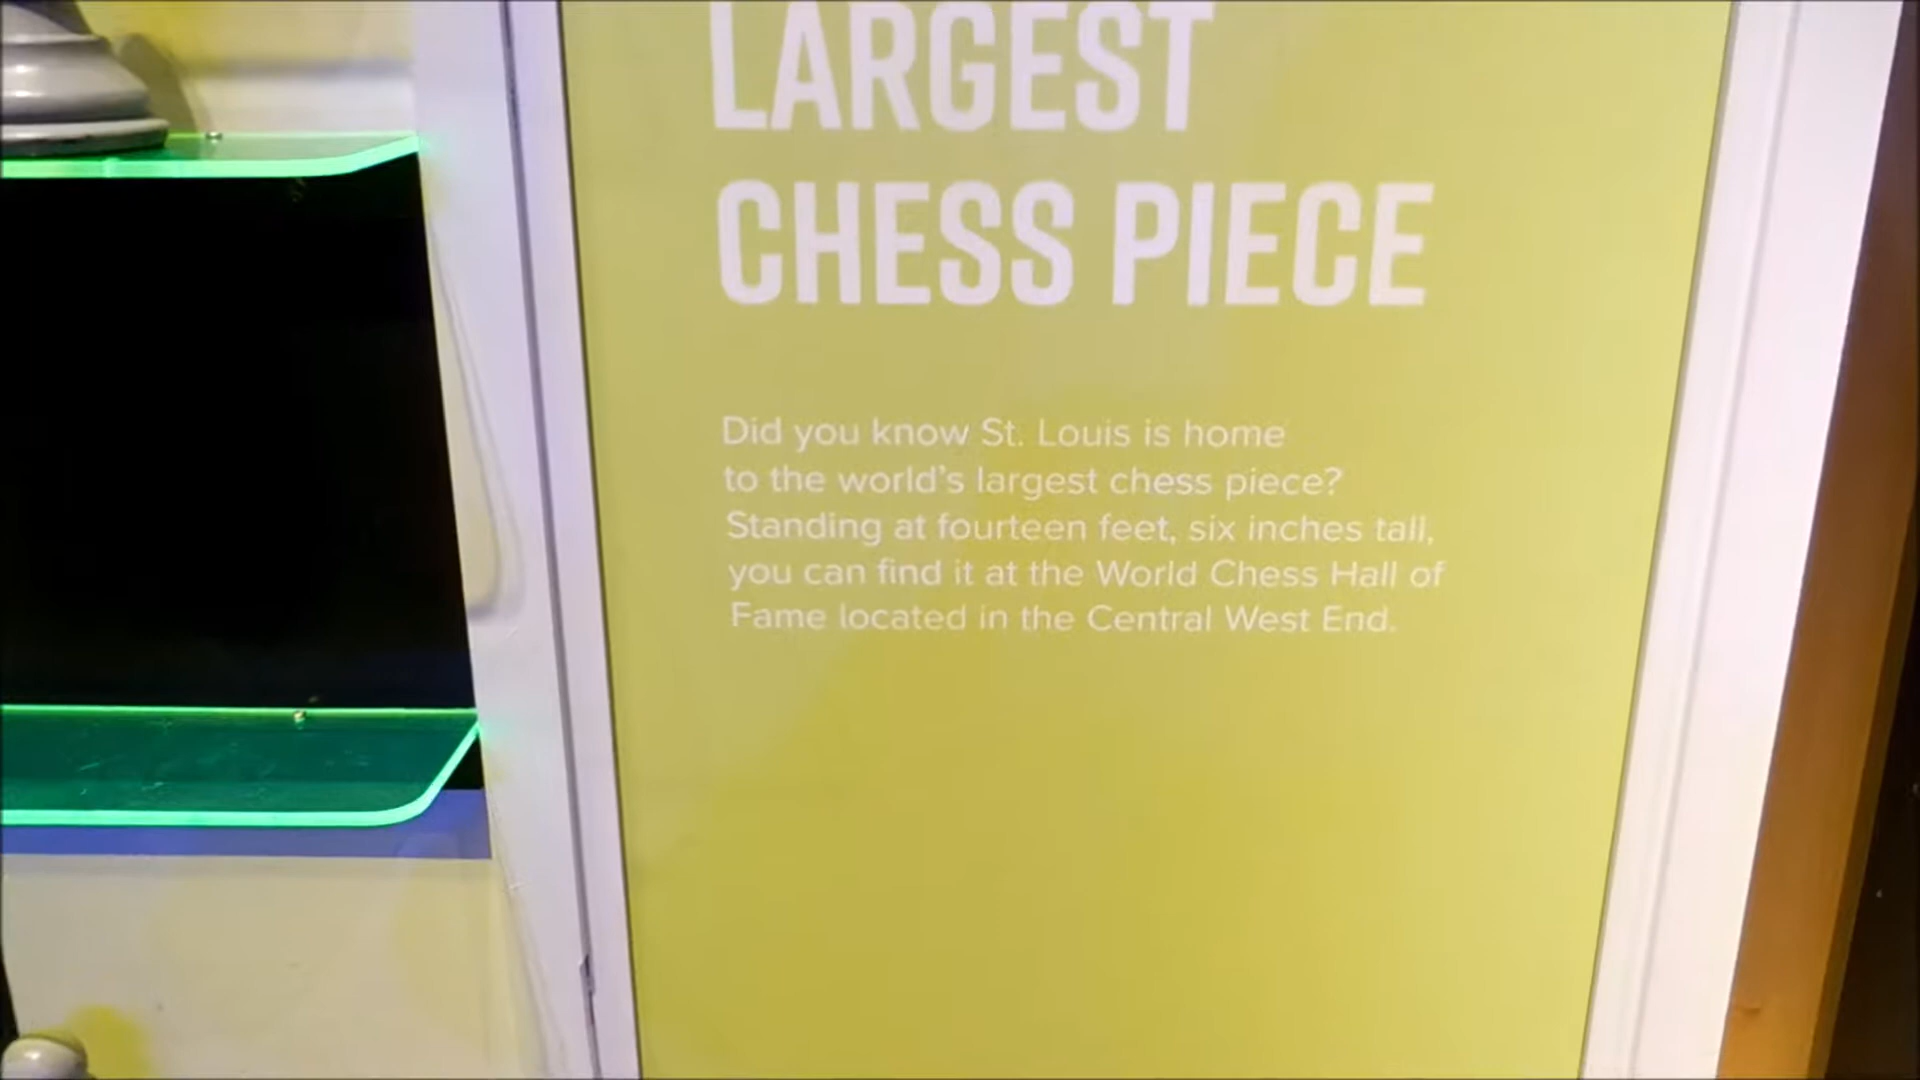 LARGEST
CHESS PIECE
Did you know St. Louis is home
to the world's largest chess piece?
Standing at fourteen feet, six inches tall,
you can find it at the World Chess Hall of
Fame located in the Central West End.